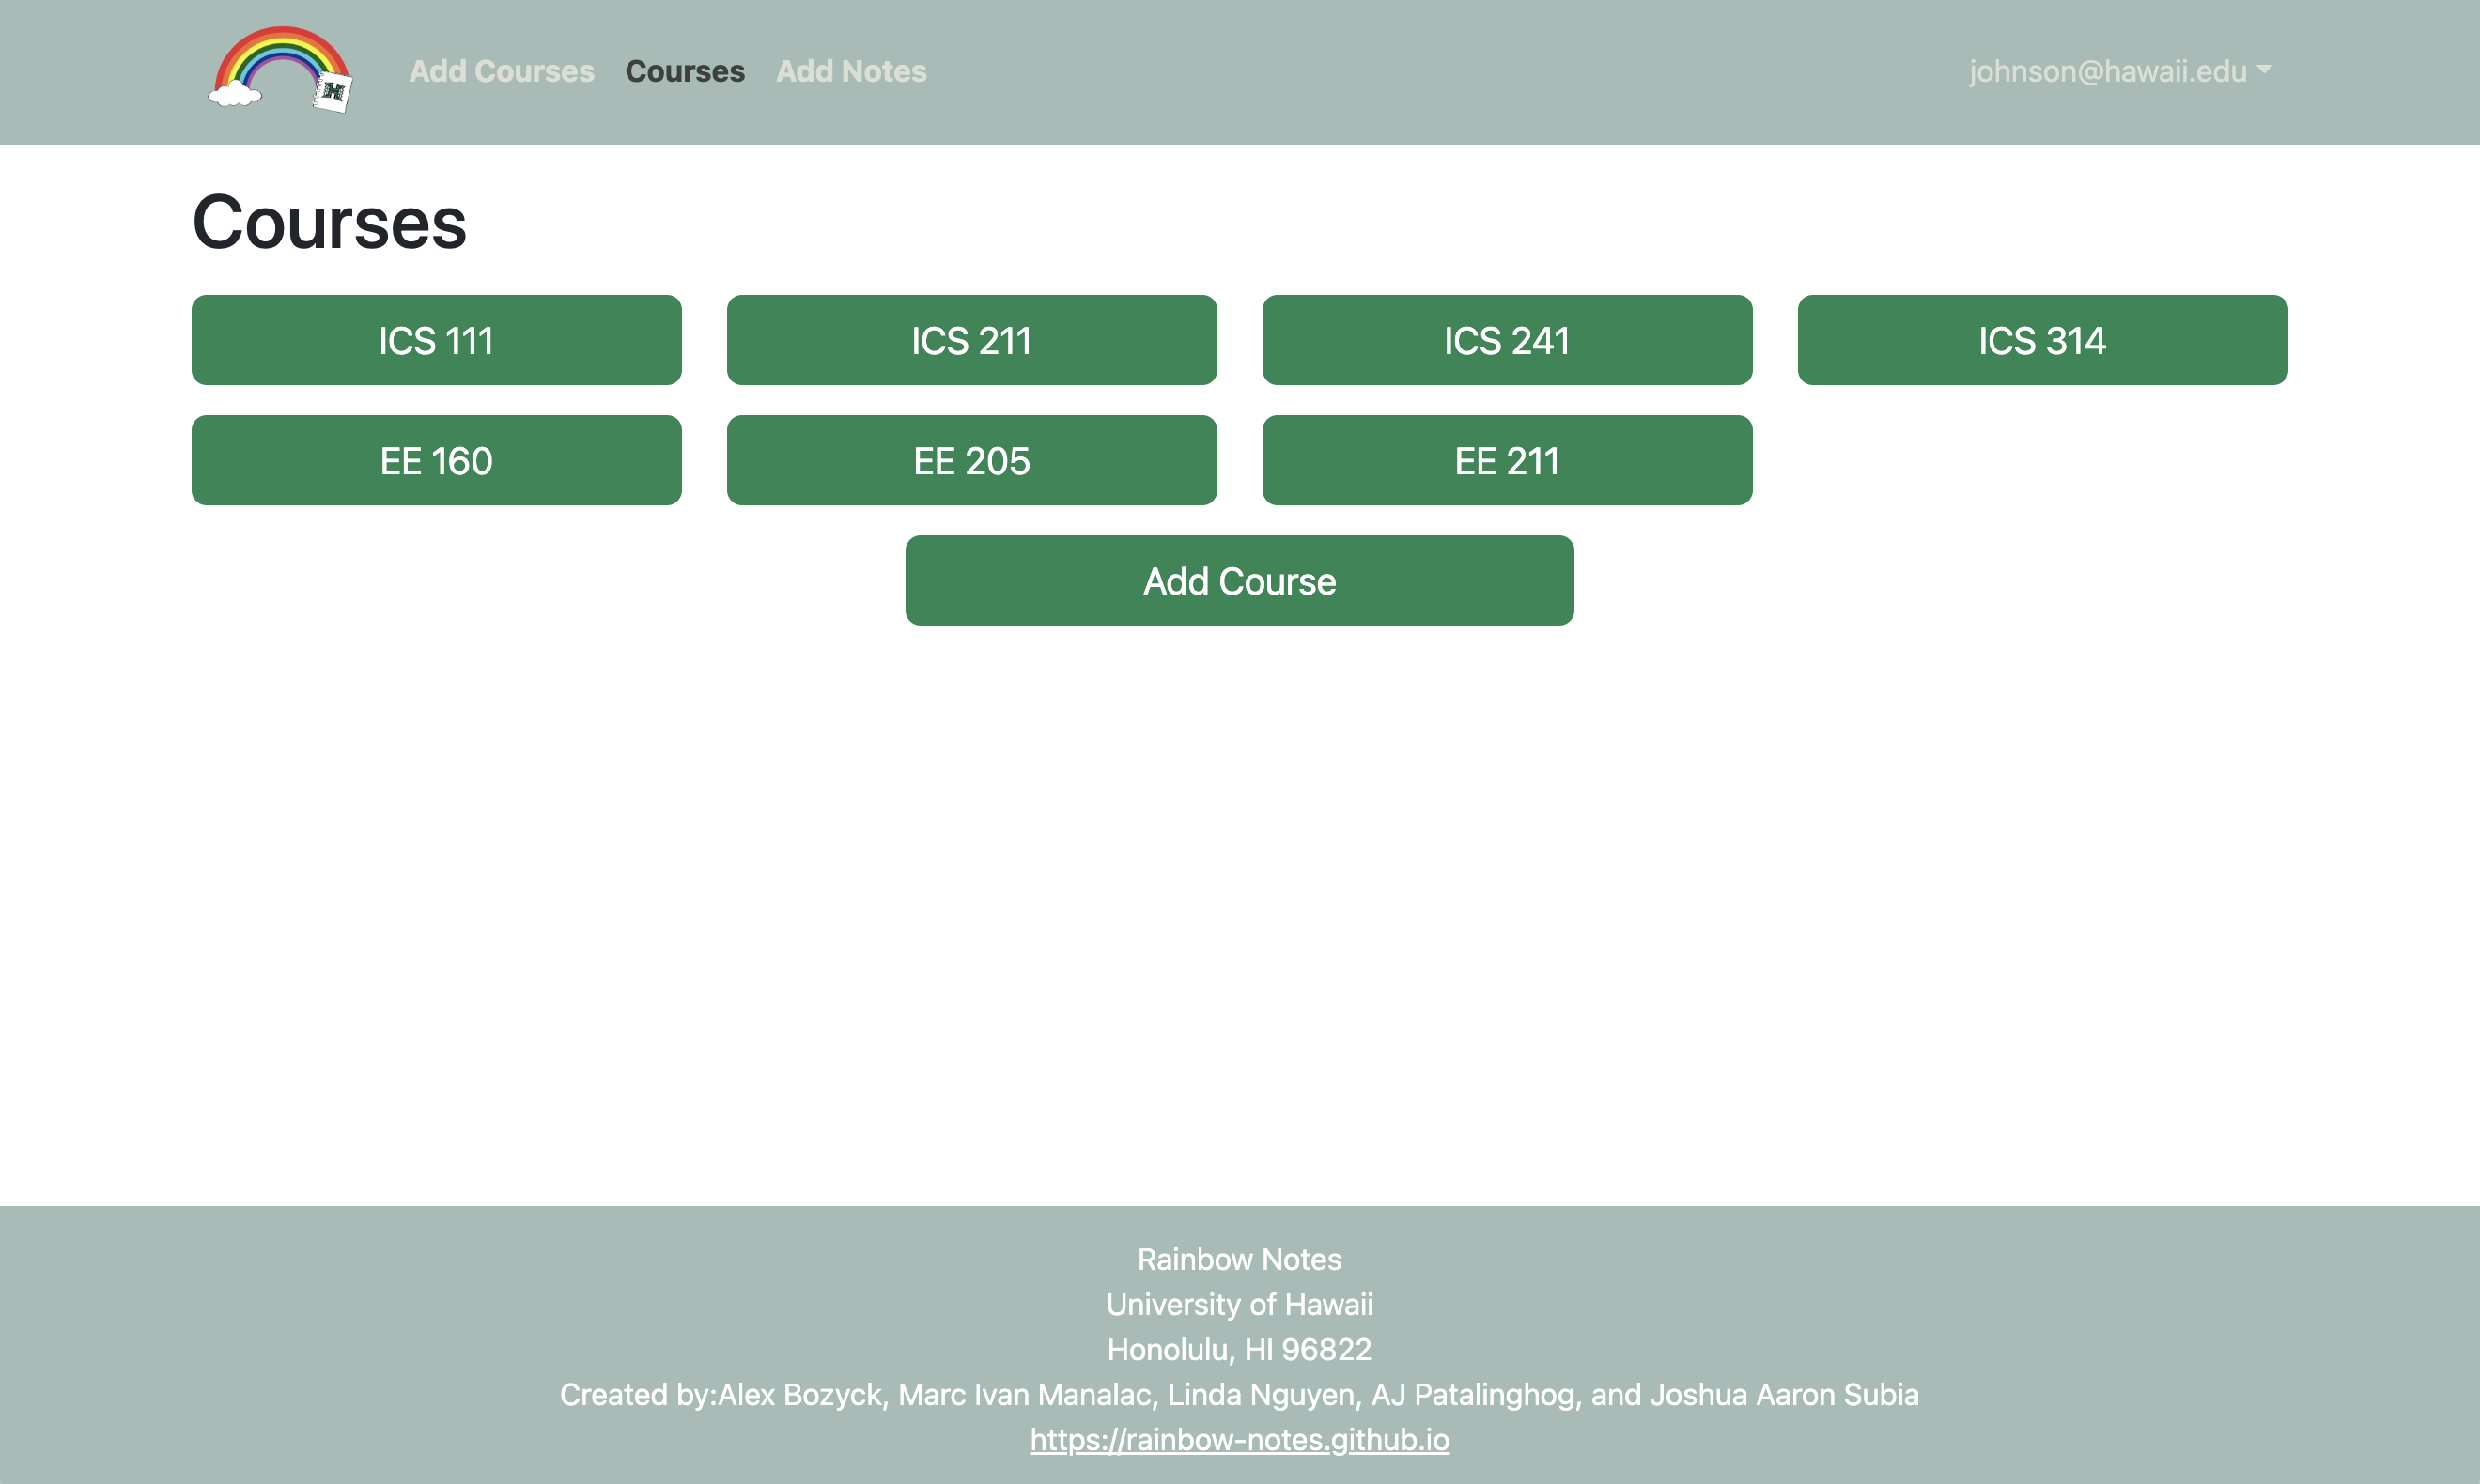 H
Add Courses Courses Add Notes johnson@hawaii.edu
Courses
ICS 111 ICS 211 ICS 241 ICS 314
EE 160 EE 205 EE 211
Add Course
Rainbow Notes
University of Hawaii
Honolulu, HI 96822
Created by:Alex Bozyck, Marc Ivan Manalac, Linda Nguyen, AJ Patalinghog, and Joshua Aaron Subia
https://rainbow-notes.github.io